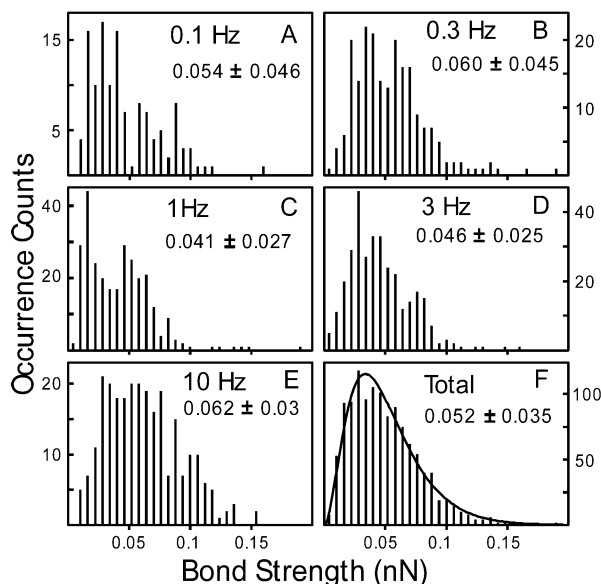 0.1 Hz A
0.054 ± 0.046
0.3 Hz B
0.060 ± 0.045
15
5
20
10
1Hz C
0.041 ± 0.027
3 Hz D
0.046 ± 0.025
40
20
40
20
10 Hz E
0.062 ± 0.03
Total F
0.052 ± 0.035
20
10
100
50
0.05 0.1 0.15
0.05 0.1 0.15
Occurrence Counts
Bond Strength (nN)